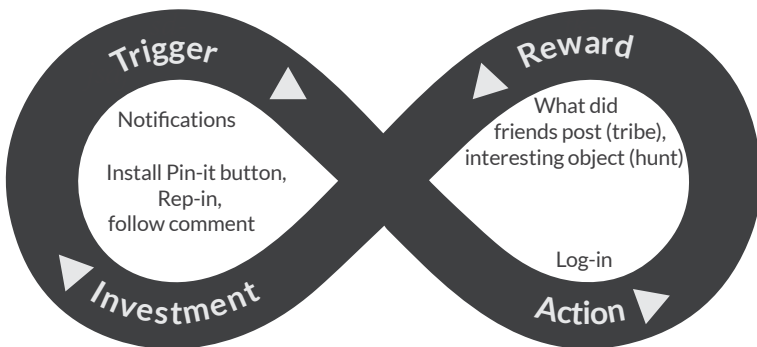 Trigger
Notifications
Install Pin-it button,
Rep-in,
follow comment
Investment
Reward
What did
friends post (tribe),
interesting object (hunt)
Log-in
Action